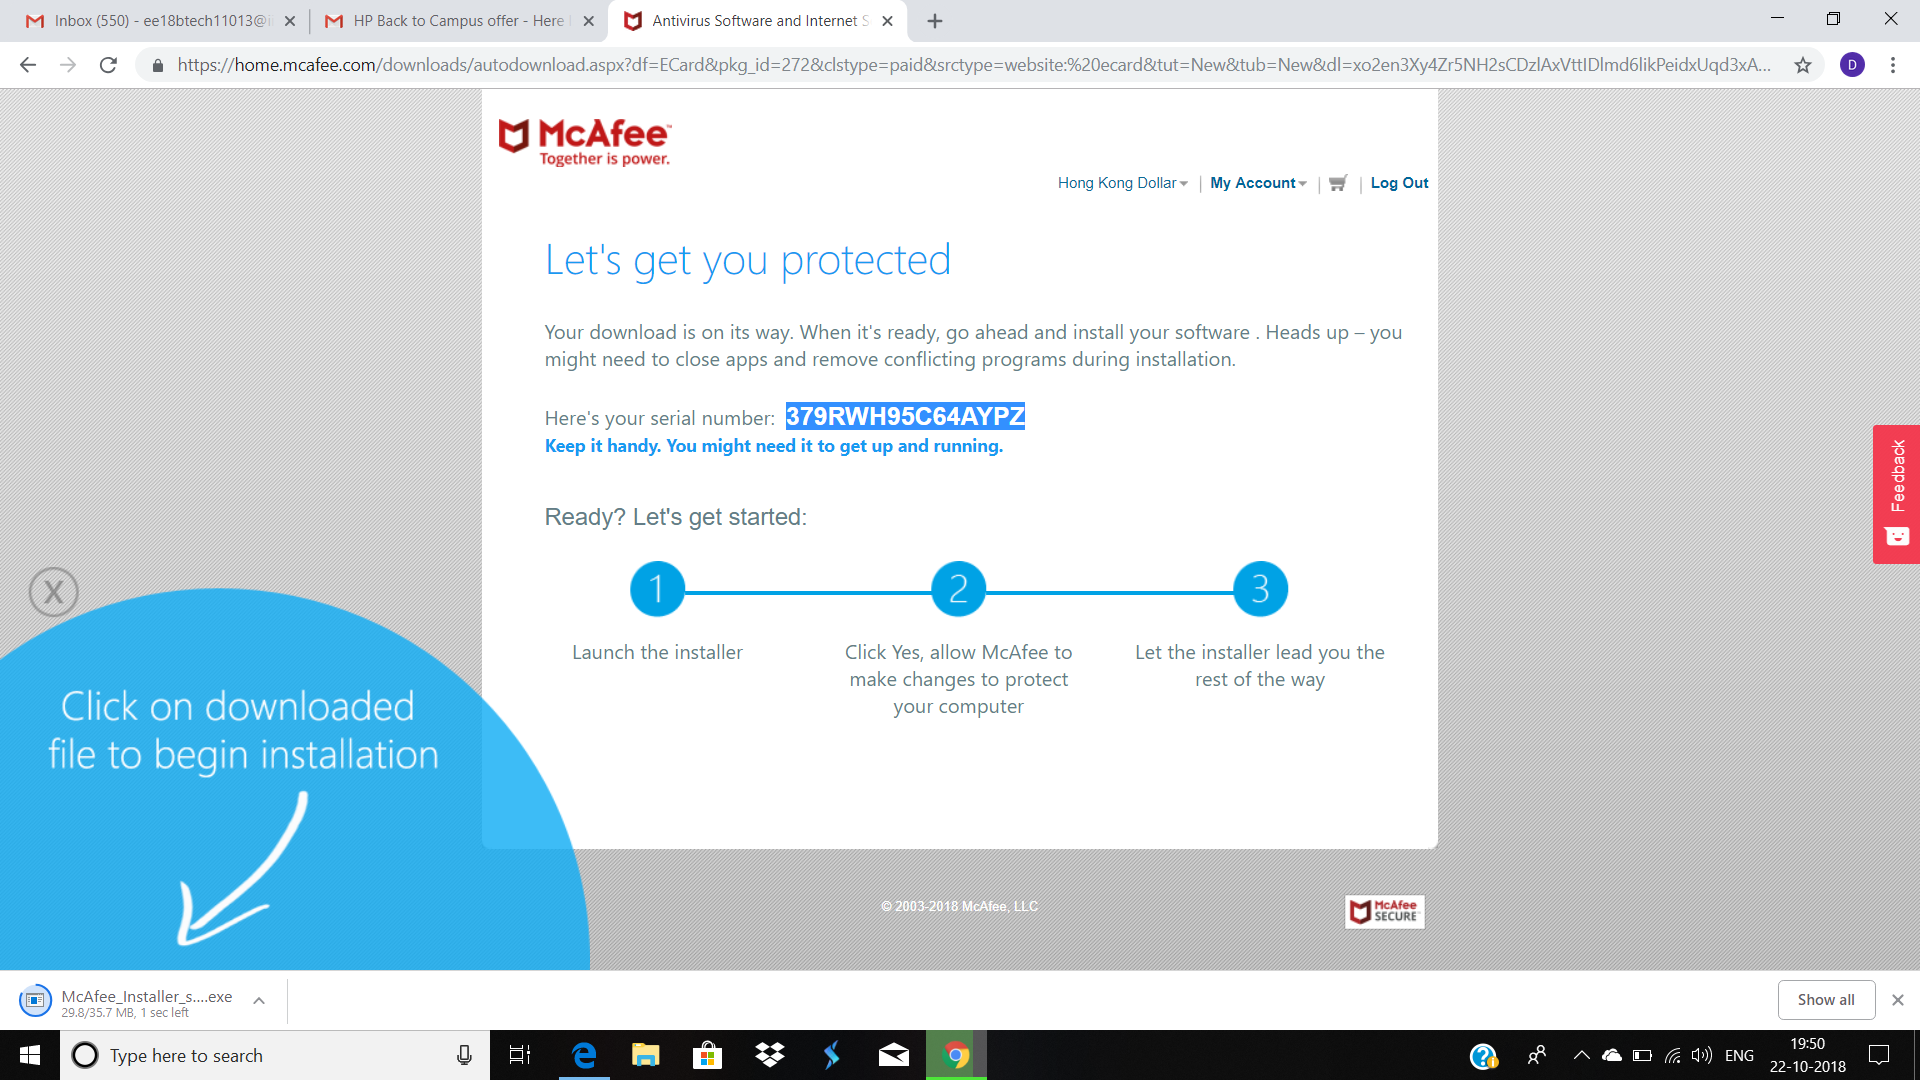 Inbox (550) - ee18btech11013@i
HP Back to Campus offer - Here
Antivirus Software and Internet S
https://home.mcafee.com/downloads/autodownload.aspx?df=ECard&pkg_id=272&clstype=paid&srctype=website:%20ecard&tut=New&tub=New&dl=xo2en3Xy4Zr5NH2sCDzlAxVttIDlmd6likPeidxUqd3xA...
D
McAfee™
Together is power.
Hong Kong Dollar | My Account | | Log Out
Let's get you protected
Your download is on its way. When it's ready, go ahead and install your software . Heads up – you
might need to close apps and remove conflicting programs during installation.
Here's your serial number: 379RWH95C64AYPZ
Keep it handy. You might need it to get up and running.
Feedback
Ready? Let's get started:
1 2 3
X
Launch the installer
Click Yes, allow McAfee to
make changes to protect
your computer
Let the installer lead you the
rest of the way
Click on downloaded
file to begin installation
© 2003-2018 McAfee, LLC
McAfee
SECURE
McAfee_Installer_s....exe
29.8/35.7 MB, 1 sec left
Show all
Type here to search
ENG
19:50
22-10-2018